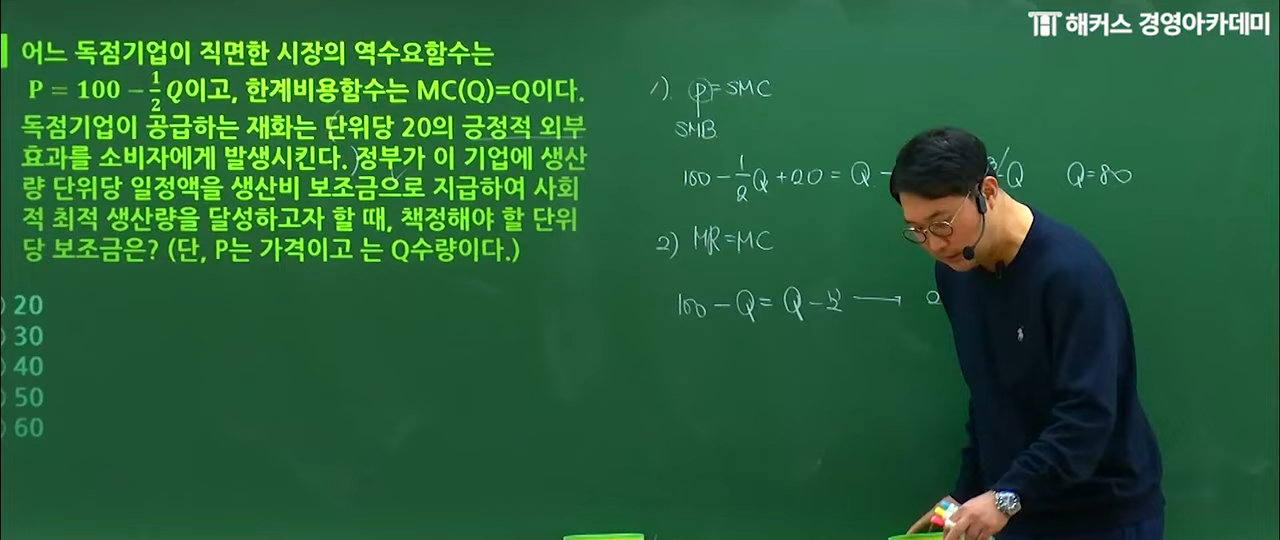 해커스 경영아카데미
어느 독점기업이 직면한 시장의 역수요함수는
P = 100 - 1/2 Q이고, 한계비용함수는 MC(Q)=Q이다.
독점기업이 공급하는 재화는 단위당 20의 긍정적 외부
효과를 소비자에게 발생시킨다. 정부가 이 기업에 생산
량 단위당 일정액을 생산비 보조금으로 지급하여 사회
적 최적 생산량을 달성하고자 할 때, 책정해야 할 단위
당 보조금은? (단, P는 가격이고 는 Q수량이다.)
20
30
40
50
60
1) P = SMC
SMB
100 - 1/2 Q + 20 = Q Q Q=80
2) MR=MC
100 - Q = Q -